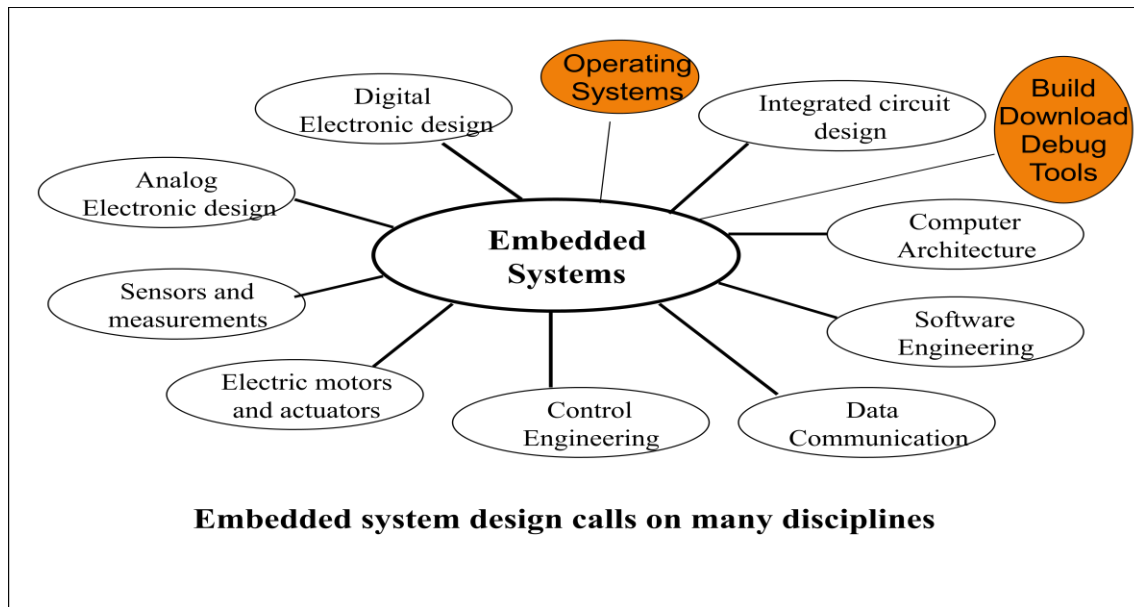 Operating
Systems
Build
Download
Debug
Tools
Digital
Electronic design
Integrated circuit
design
Analog
Electronic design
Computer
Architecture
Embedded
Systems
Sensors and
measurements
Software
Engineering
Electric motors
and actuators
Control
Engineering
Data
Communication
Embedded system design calls on many disciplines